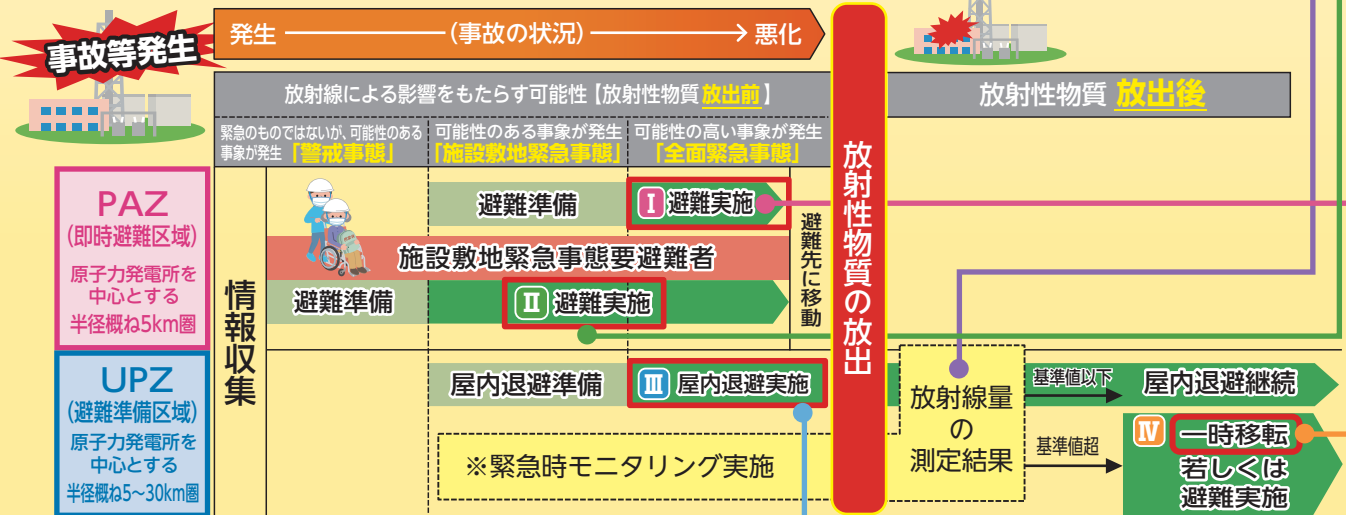 事故等発生
発生 (事故の状況) 悪化
放射線による影響をもたらす可能性【放射性物質 放出前】
緊急のものではないが、可能性のある
事象が発生 「警戒事態」
可能性のある事象が発生
「施設敷地緊急事態」
可能性の高い事象が発生
「全面緊急事態」
放射性物質の放出
放射性物質 放出後
PAZ
(即時避難区域)
原子力発電所を
中心とする
半径概ね5km圏
情報収集
避難準備
Ⅰ 避難実施
施設敷地緊急事態要避難者
避難準備
Ⅱ 避難実施
避難先に移動
UPZ
(避難準備区域)
原子力発電所を
中心とする
半径概ね5~30km圏
屋内退避準備
Ⅲ 屋内退避実施
※緊急時モニタリング実施
放射線量
の
測定結果
基準値以下
屋内退避継続
基準値超
Ⅳ 一時移転
若しくは
避難実施